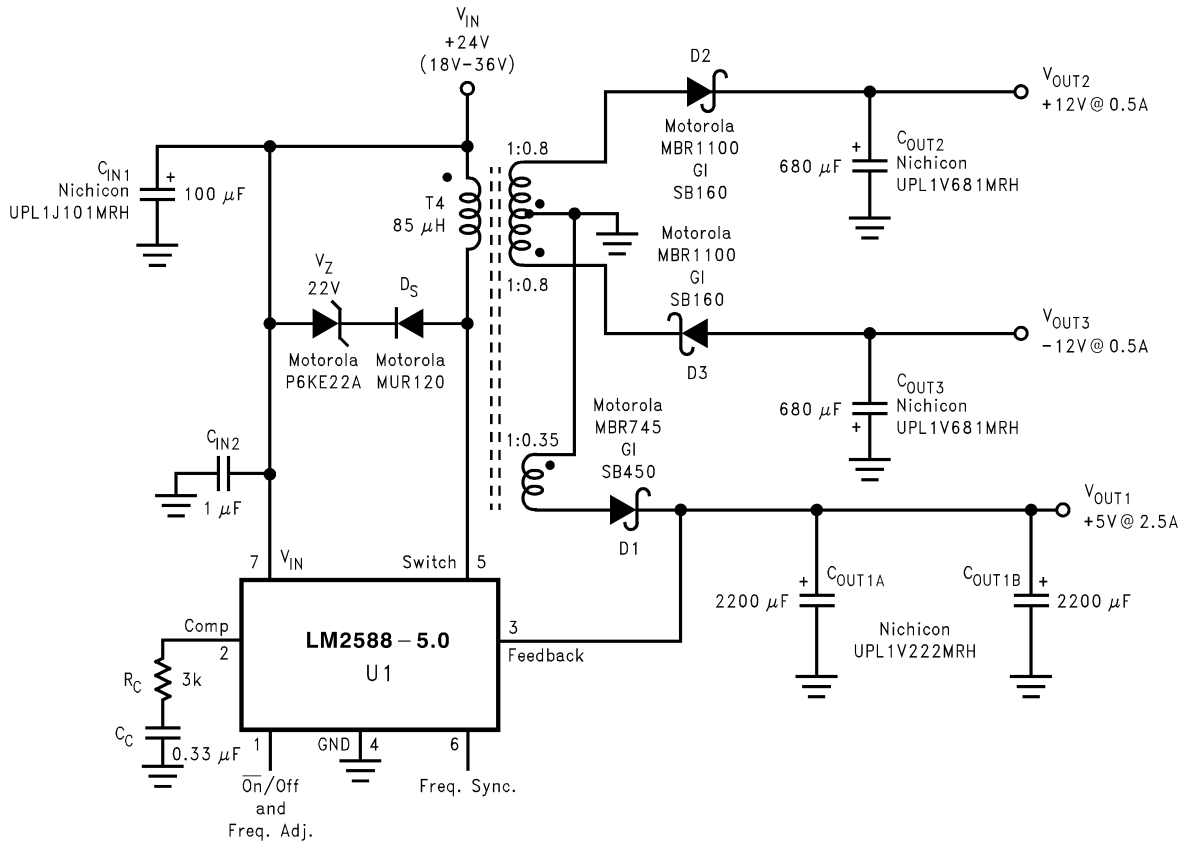 V_IN
+24V
(18V-36V)
D2
V_OUT2
+12V@ 0.5A
Motorola
MBR1100
GI
SB160
1:0.8
+
680 μF
C_OUT2
Nichicon
UPL1V681MRH
C_IN1
Nichicon
UPL1J101MRH
+
100 μF
T4
85 μH
Motorola
MBR1100
GI
SB160
1:0.8
V_Z
22V
D_S
Motorola
P6KE22A
Motorola
MUR120
D3
V_OUT3
-12V@ 0.5A
680 μF
+
C_OUT3
Nichicon
UPL1V681MRH
Motorola
MBR745
GI
SB450
1:0.35
C_IN2
1 μF
D1
V_OUT1
+5V@ 2.5A
7
V_IN
Switch
5
+
C_OUT1A
2200 μF
C_OUT1B
+
2200 μF
Nichicon
UPL1V222MRH
Comp
2
LM2588-5.0
U1
3
Feedback
R_C
3k
C_C
0.33 μF
1
GND
4
6
O̅n̅/Off
and
Freq. Adj.
Freq. Sync.